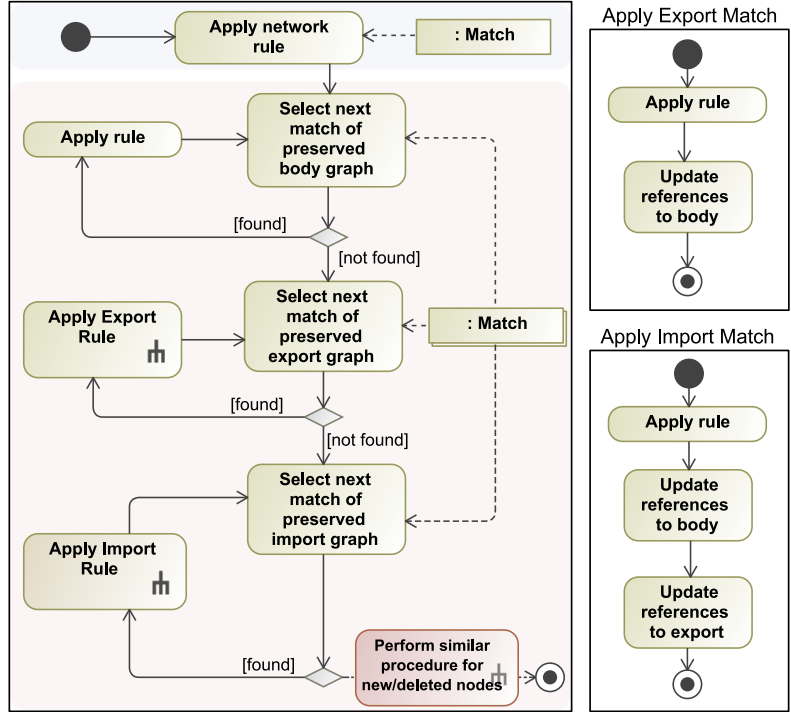 Apply network
rule
: Match
Select next
match of
preserved
body graph
Apply rule
[found]
[not found]
Select next
match of
preserved
export graph
Apply Export
Rule
: Match
[found]
[not found]
Select next
match of
preserved
import graph
Apply Import
Rule
[found]
Perform similar
procedure for
new/deleted nodes
Apply Export Match
Apply rule
Update
references
to body
Apply Import Match
Apply rule
Update
references
to body
Update
references
to export